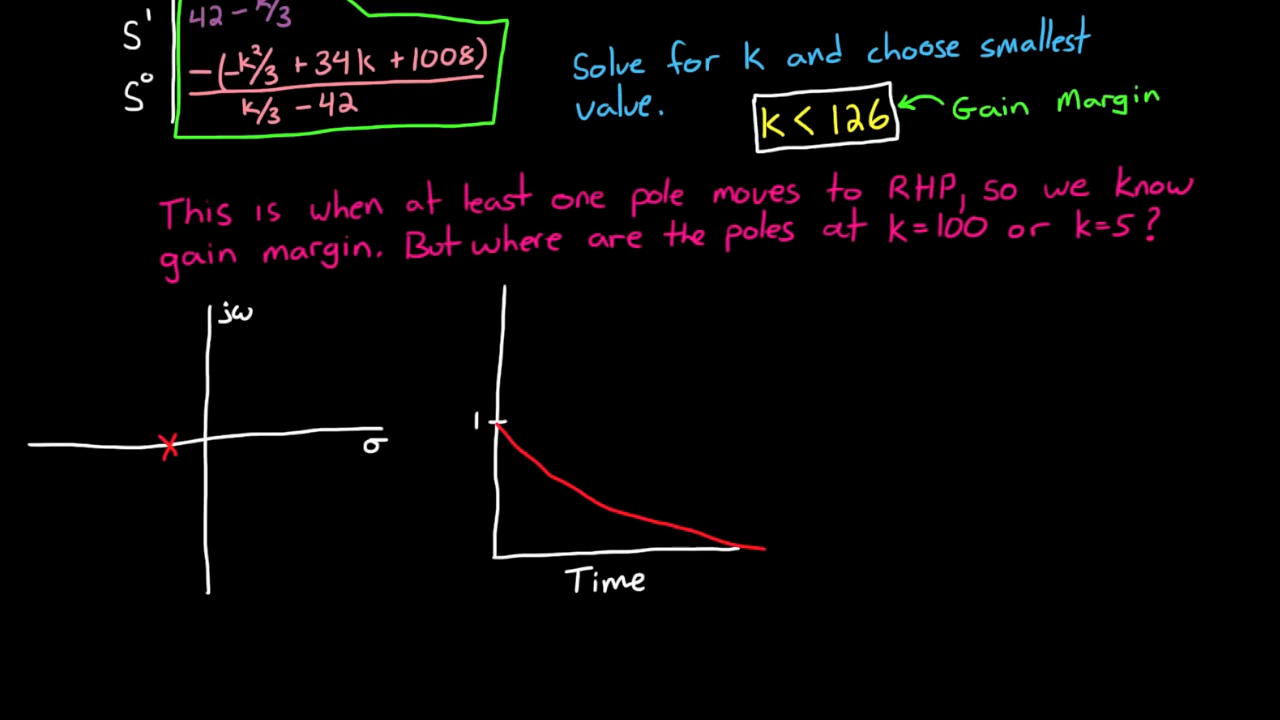 S¹ 42 - k/3
S⁰ -(-k²/3 + 34k + 1008)
k/3 - 42
Solve for k and choose smallest
value.
k < 126 Gain Margin
This is when at least one pole moves to RHP, so we know
gain margin. But where are the poles at k=100 or k=5?
jω
σ
1
Time